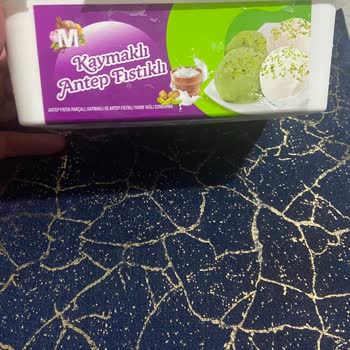 M
Kaymaklı
Antep Fıstıklı
ANTEP FISTIK PARÇALI, KAYMAKLI VE ANTEP FISTIKLI YARIM YAĞLI DONDURMA